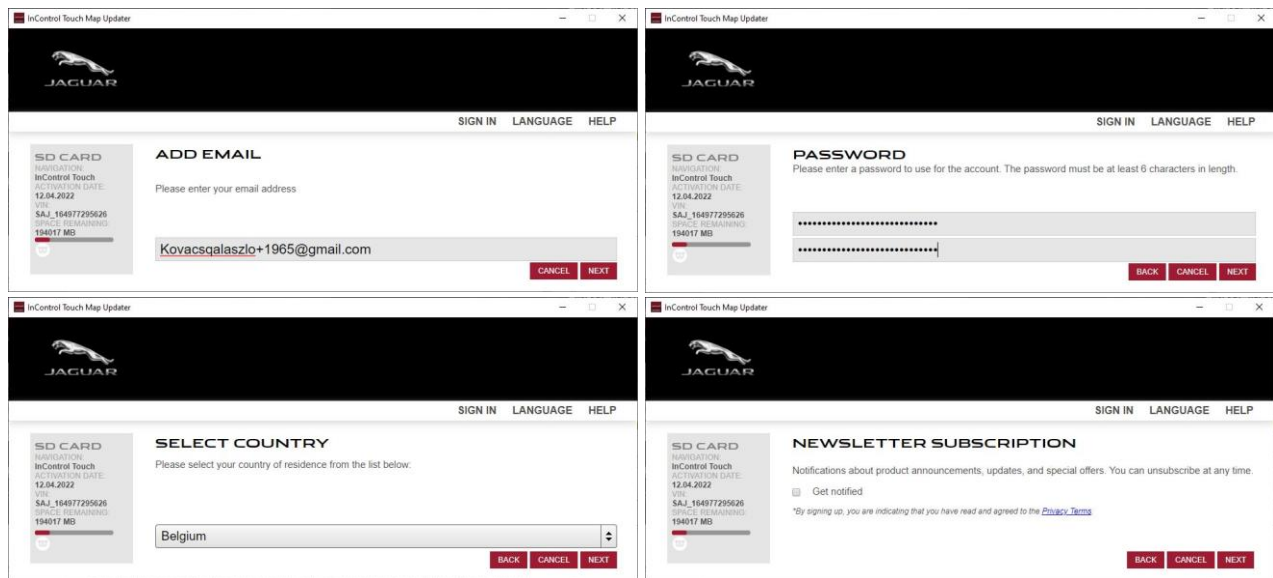 InControl Touch Map Updater
JAGUAR
SIGN IN LANGUAGE HELP
SD CARD
NAVIGATION:
InControl Touch
ACTIVATION DATE:
12.04.2022
VIN:
SAJ_164977295626
SPACE REMAINING:
194017 MB
ADD EMAIL
Please enter your email address
Kovacsqalaszlo+1965@gmail.com
CANCEL NEXT
InControl Touch Map Updater
JAGUAR
SIGN IN LANGUAGE HELP
SD CARD
NAVIGATION:
InControl Touch
ACTIVATION DATE:
12.04.2022
VIN:
SAJ_164977295626
SPACE REMAINING:
194017 MB
PASSWORD
Please enter a password to use for the account. The password must be at least 6 characters in length.
BACK CANCEL NEXT
InControl Touch Map Updater
JAGUAR
SIGN IN LANGUAGE HELP
SD CARD
NAVIGATION:
InControl Touch
ACTIVATION DATE:
12.04.2022
VIN:
SAJ_164977295626
SPACE REMAINING:
194017 MB
SELECT COUNTRY
Please select your country of residence from the list below:
Belgium
BACK CANCEL NEXT
InControl Touch Map Updater
JAGUAR
SIGN IN LANGUAGE HELP
SD CARD
NAVIGATION:
InControl Touch
ACTIVATION DATE:
12.04.2022
VIN:
SAJ_164977295626
SPACE REMAINING:
194017 MB
NEWSLETTER SUBSCRIPTION
Notifications about product announcements, updates, and special offers. You can unsubscribe at any time.
Get notified
*By signing up, you are indicating that you have read and agreed to the Privacy Terms
BACK CANCEL NEXT